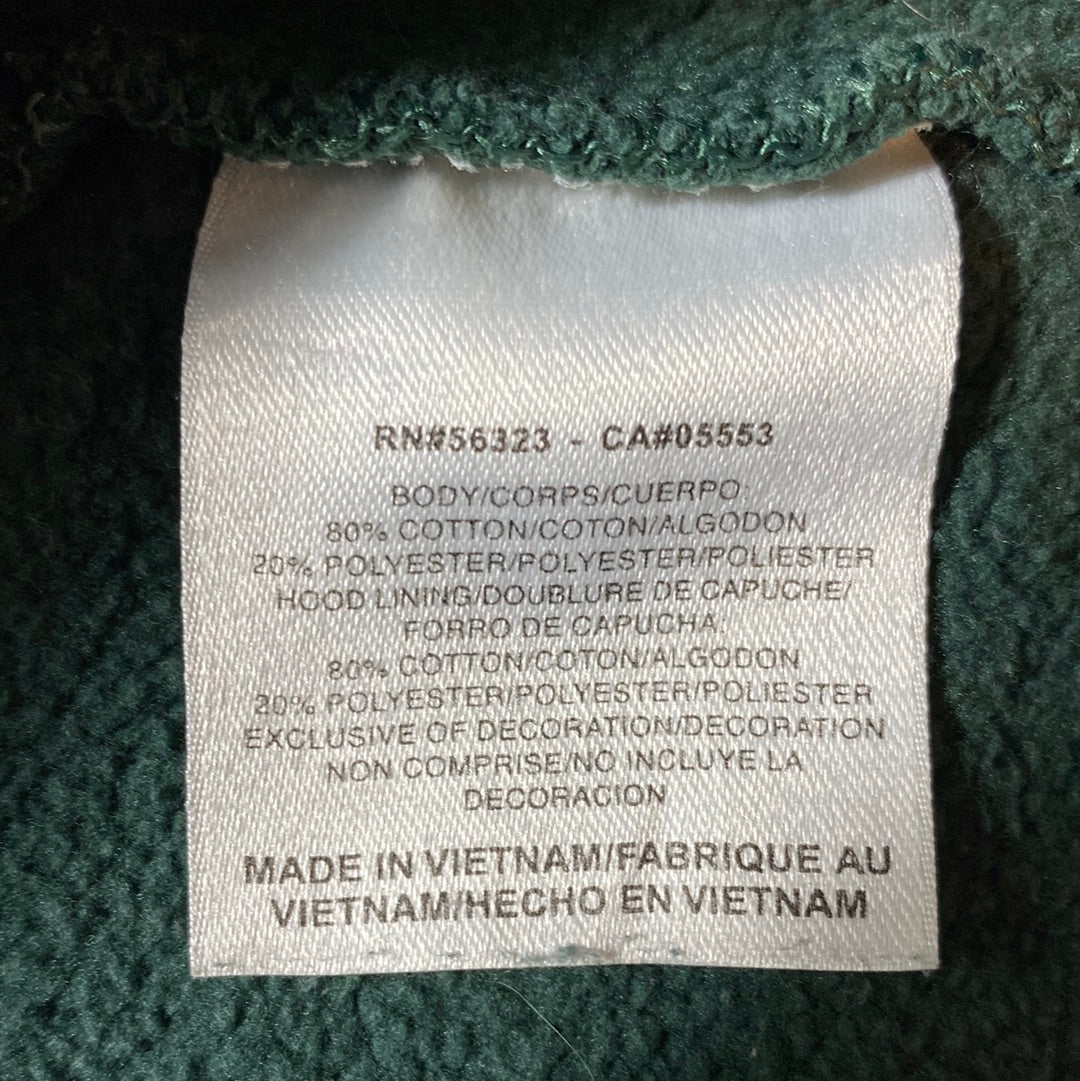 RN#56323 - CA#05553
BODY/CORPS/CUERPO:
80% COTTON/COTON/ALGODON
20% POLYESTER/POLYESTER/POLIESTER
HOOD LINING/DOUBLURE DE CAPUCHE/
FORRO DE CAPUCHA:
80% COTTON/COTON/ALGODON
20% POLYESTER/POLYESTER/POLIESTER
EXCLUSIVE OF DECORATION/DECORATION
NON COMPRISE/NO INCLUYE LA
DECORACION
MADE IN VIETNAM/FABRIQUE AU
VIETNAM/HECHO EN VIETNAM